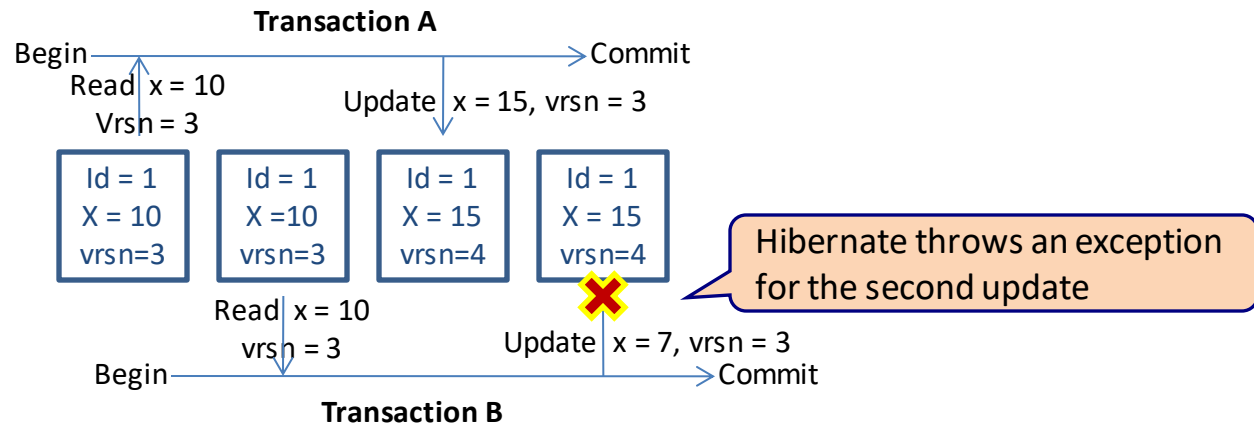 Transaction A
Begin
Commit
Read x = 10
Vrsn = 3
Update x = 15, vrsn = 3
Id = 1
X = 10
vrsn=3
Id = 1
X =10
vrsn=3
Id = 1
X = 15
vrsn=4
Id = 1
X = 15
vrsn=4
Hibernate throws an exception
for the second update
Read x = 10
vrsn = 3
Update x = 7, vrsn = 3
Begin
Commit
Transaction B